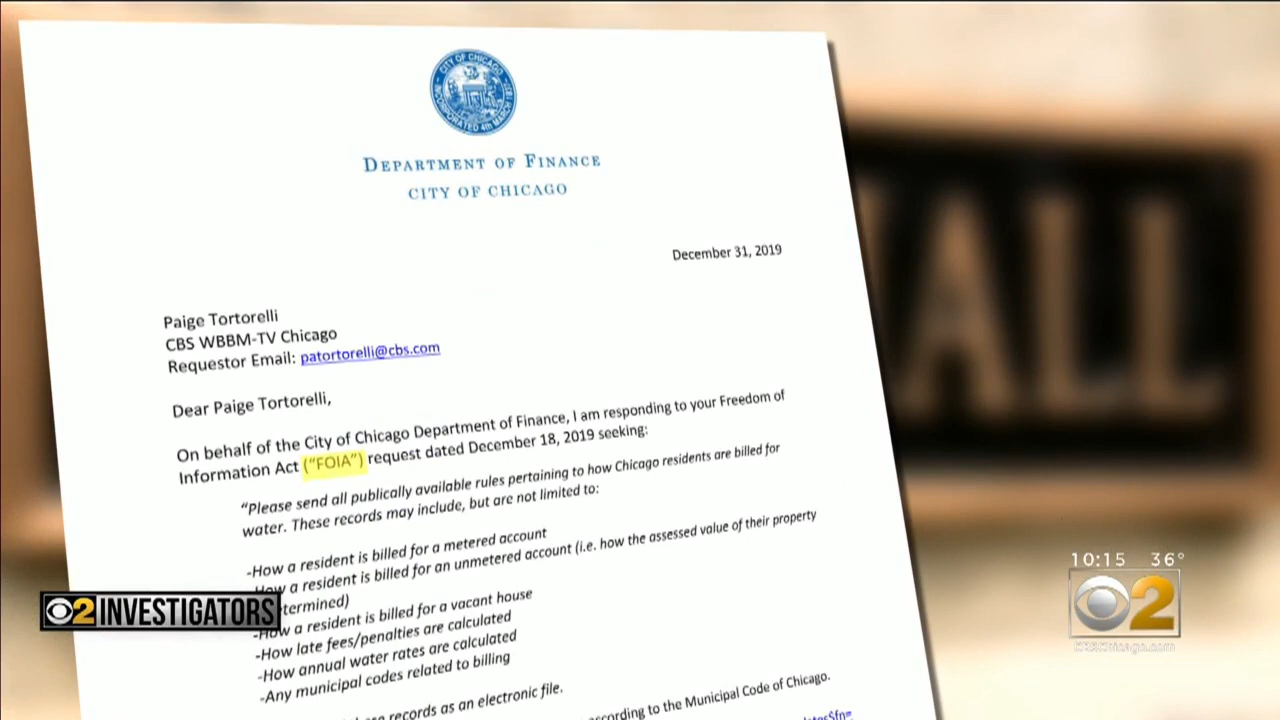 CITY OF CHICAGO
INCORPORATED 4th MARCH 1837
DEPARTMENT OF FINANCE
CITY OF CHICAGO
December 31, 2019
Paige Tortorelli
CBS WBBM-TV Chicago
Requestor Email: patortorelli@cbs.com
Dear Paige Tortorelli,
On behalf of the City of Chicago Department of Finance, I am responding to your Freedom of
Information Act ("FOIA") request dated December 18, 2019 seeking:
"Please send all publically available rules pertaining to how Chicago residents are billed for
water. These records may include, but are not limited to:
-How a resident is billed for a metered account
-How a resident is billed for an unmetered account (i.e. how the assessed value of their property
termined)
-How a resident is billed for a vacant house
-How late fees/penalties are calculated
-How annual water rates are calculated
-Any municipal codes related to billing
records as an electronic file.
according to the Municipal Code of Chicago.
ALL
2 INVESTIGATORS
10:15 36°
2
CBSChicago.com